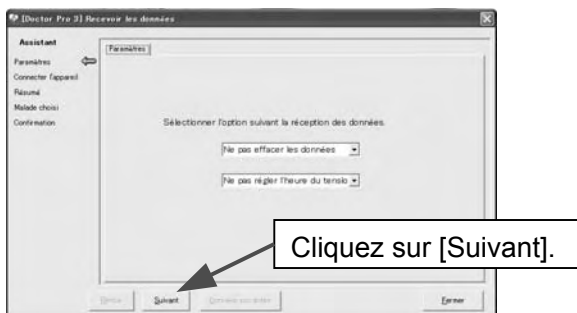 [Doctor Pro 3] Recevoir les données
Assistant
Paramètres
Connecter l'appareil
Résumé
Malade choisi
Confirmation
Paramètres
Sélectionner l'option suivant la réception des données.
Ne pas effacer les données
Ne pas régler l'heure du tensio
Cliquez sur [Suivant].
Suivant
Fermer